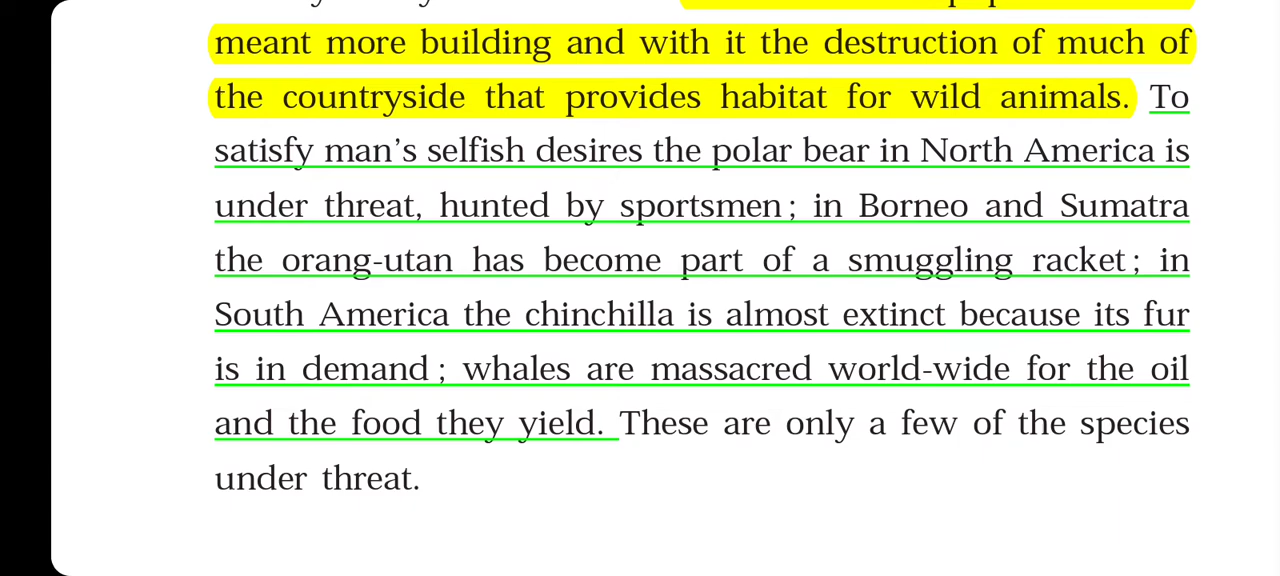 meant more building and with it the destruction of much of
the countryside that provides habitat for wild animals. To
satisfy man’s selfish desires the polar bear in North America is
under threat, hunted by sportsmen ; in Borneo and Sumatra
the orang-utan has become part of a smuggling racket ; in
South America the chinchilla is almost extinct because its fur
is in demand ; whales are massacred world-wide for the oil
and the food they yield. These are only a few of the species
under threat.